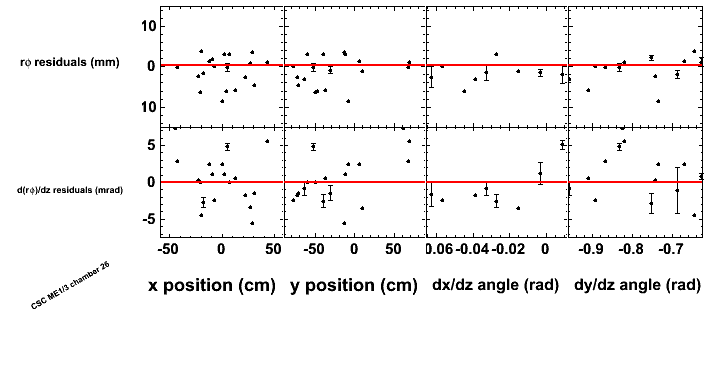 10
rϕ residuals (mm)
0
10
5
d(rϕ)/dz residuals (mrad)
0
-5
-50 0 50 -50 0 50 0.06 -0.04 -0.02 0 -0.9 -0.8 -0.7
x position (cm) y position (cm) dx/dz angle (rad) dy/dz angle (rad)
CSC ME1/3 chamber 26